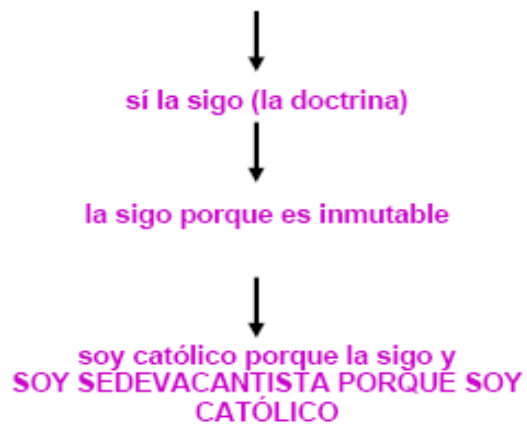 sí la sigo (la doctrina)
la sigo porque es inmutable
soy católico porque la sigo y
SOY SEDEVACANTISTA PORQUE SOY
CATÓLICO